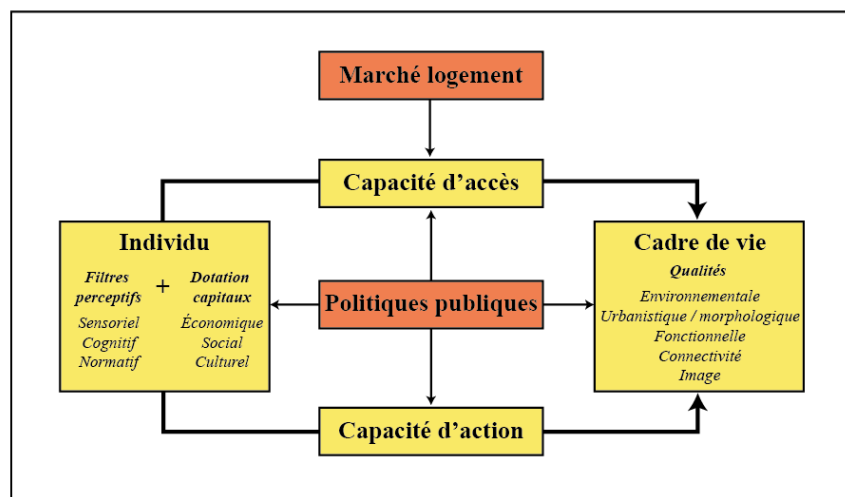 Marché logement
Capacité d'accès
Individu
Filtres perceptifs
+
Dotation capitaux
Sensoriel
Cognitif
Normatif
Économique
Social
Culturel
Politiques publiques
Cadre de vie
Qualités
Environnementale
Urbanistique / morphologique
Fonctionnelle
Connectivité
Image
Capacité d'action